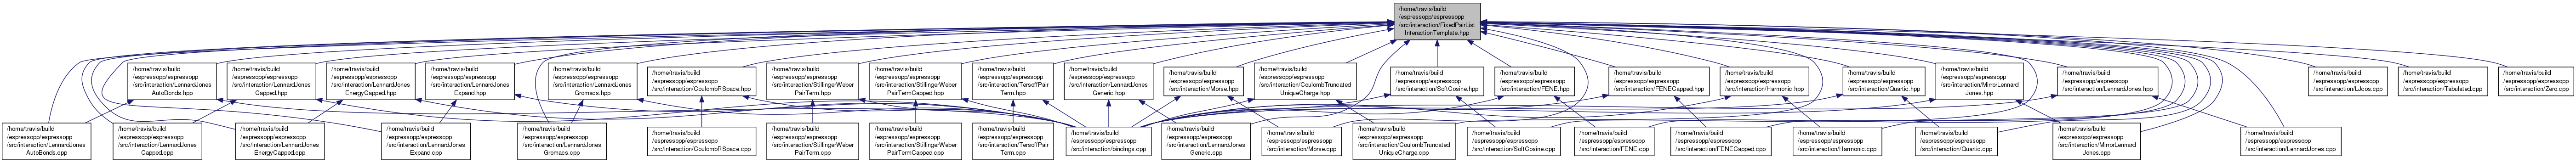 /home/travis/build
/espressopp/espressopp
/src/interaction/FixedPairList
InteractionTemplate.hpp
/home/travis/build
/espressopp/espressopp
/src/interaction/LennardJones
AutoBonds.hpp
/home/travis/build
/espressopp/espressopp
/src/interaction/LennardJones
Capped.hpp
/home/travis/build
/espressopp/espressopp
/src/interaction/LennardJones
EnergyCapped.hpp
/home/travis/build
/espressopp/espressopp
/src/interaction/LennardJones
Expand.hpp
/home/travis/build
/espressopp/espressopp
/src/interaction/LennardJones
Gromacs.hpp
/home/travis/build
/espressopp/espressopp
/src/interaction/CoulombRSpace.hpp
/home/travis/build
/espressopp/espressopp
/src/interaction/StillingerWeber
PairTerm.hpp
/home/travis/build
/espressopp/espressopp
/src/interaction/StillingerWeber
PairTermCapped.hpp
/home/travis/build
/espressopp/espressopp
/src/interaction/TersoffPair
Term.hpp
/home/travis/build
/espressopp/espressopp
/src/interaction/LennardJones
Generic.hpp
/home/travis/build
/espressopp/espressopp
/src/interaction/Morse.hpp
/home/travis/build
/espressopp/espressopp
/src/interaction/CoulombTruncated
UniqueCharge.hpp
/home/travis/build
/espressopp/espressopp
/src/interaction/SoftCosine.hpp
/home/travis/build
/espressopp/espressopp
/src/interaction/FENE.hpp
/home/travis/build
/espressopp/espressopp
/src/interaction/FENECapped.hpp
/home/travis/build
/espressopp/espressopp
/src/interaction/Harmonic.hpp
/home/travis/build
/espressopp/espressopp
/src/interaction/Quartic.hpp
/home/travis/build
/espressopp/espressopp
/src/interaction/MirrorLennard
Jones.hpp
/home/travis/build
/espressopp/espressopp
/src/interaction/LennardJones.hpp
/home/travis/build
/espressopp/espressopp
/src/interaction/LJcos.cpp
/home/travis/build
/espressopp/espressopp
/src/interaction/Tabulated.cpp
/home/travis/build
/espressopp/espressopp
/src/interaction/Zero.cpp
/home/travis/build
/espressopp/espressopp
/src/interaction/LennardJones
AutoBonds.cpp
/home/travis/build
/espressopp/espressopp
/src/interaction/LennardJones
Capped.cpp
/home/travis/build
/espressopp/espressopp
/src/interaction/LennardJones
EnergyCapped.cpp
/home/travis/build
/espressopp/espressopp
/src/interaction/LennardJones
Expand.cpp
/home/travis/build
/espressopp/espressopp
/src/interaction/LennardJones
Gromacs.cpp
/home/travis/build
/espressopp/espressopp
/src/interaction/CoulombRSpace.cpp
/home/travis/build
/espressopp/espressopp
/src/interaction/StillingerWeber
PairTerm.cpp
/home/travis/build
/espressopp/espressopp
/src/interaction/StillingerWeber
PairTermCapped.cpp
/home/travis/build
/espressopp/espressopp
/src/interaction/TersoffPair
Term.cpp
/home/travis/build
/espressopp/espressopp
/src/interaction/bindings.cpp
/home/travis/build
/espressopp/espressopp
/src/interaction/LennardJones
Generic.cpp
/home/travis/build
/espressopp/espressopp
/src/interaction/Morse.cpp
/home/travis/build
/espressopp/espressopp
/src/interaction/CoulombTruncated
UniqueCharge.cpp
/home/travis/build
/espressopp/espressopp
/src/interaction/SoftCosine.cpp
/home/travis/build
/espressopp/espressopp
/src/interaction/FENE.cpp
/home/travis/build
/espressopp/espressopp
/src/interaction/FENECapped.cpp
/home/travis/build
/espressopp/espressopp
/src/interaction/Harmonic.cpp
/home/travis/build
/espressopp/espressopp
/src/interaction/Quartic.cpp
/home/travis/build
/espressopp/espressopp
/src/interaction/MirrorLennard
Jones.cpp
/home/travis/build
/espressopp/espressopp
/src/interaction/LennardJones.cpp